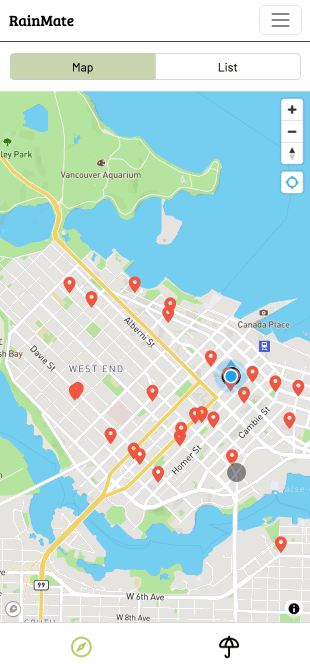 RainMate
Map
List
ley Park
Vancouver Aquarium
Canada Place
Alberni St
sh Bay
Davie St
WEST END
Cambie St
Homer St
99
W 6th Ave
W 8th Ave
SOUTH